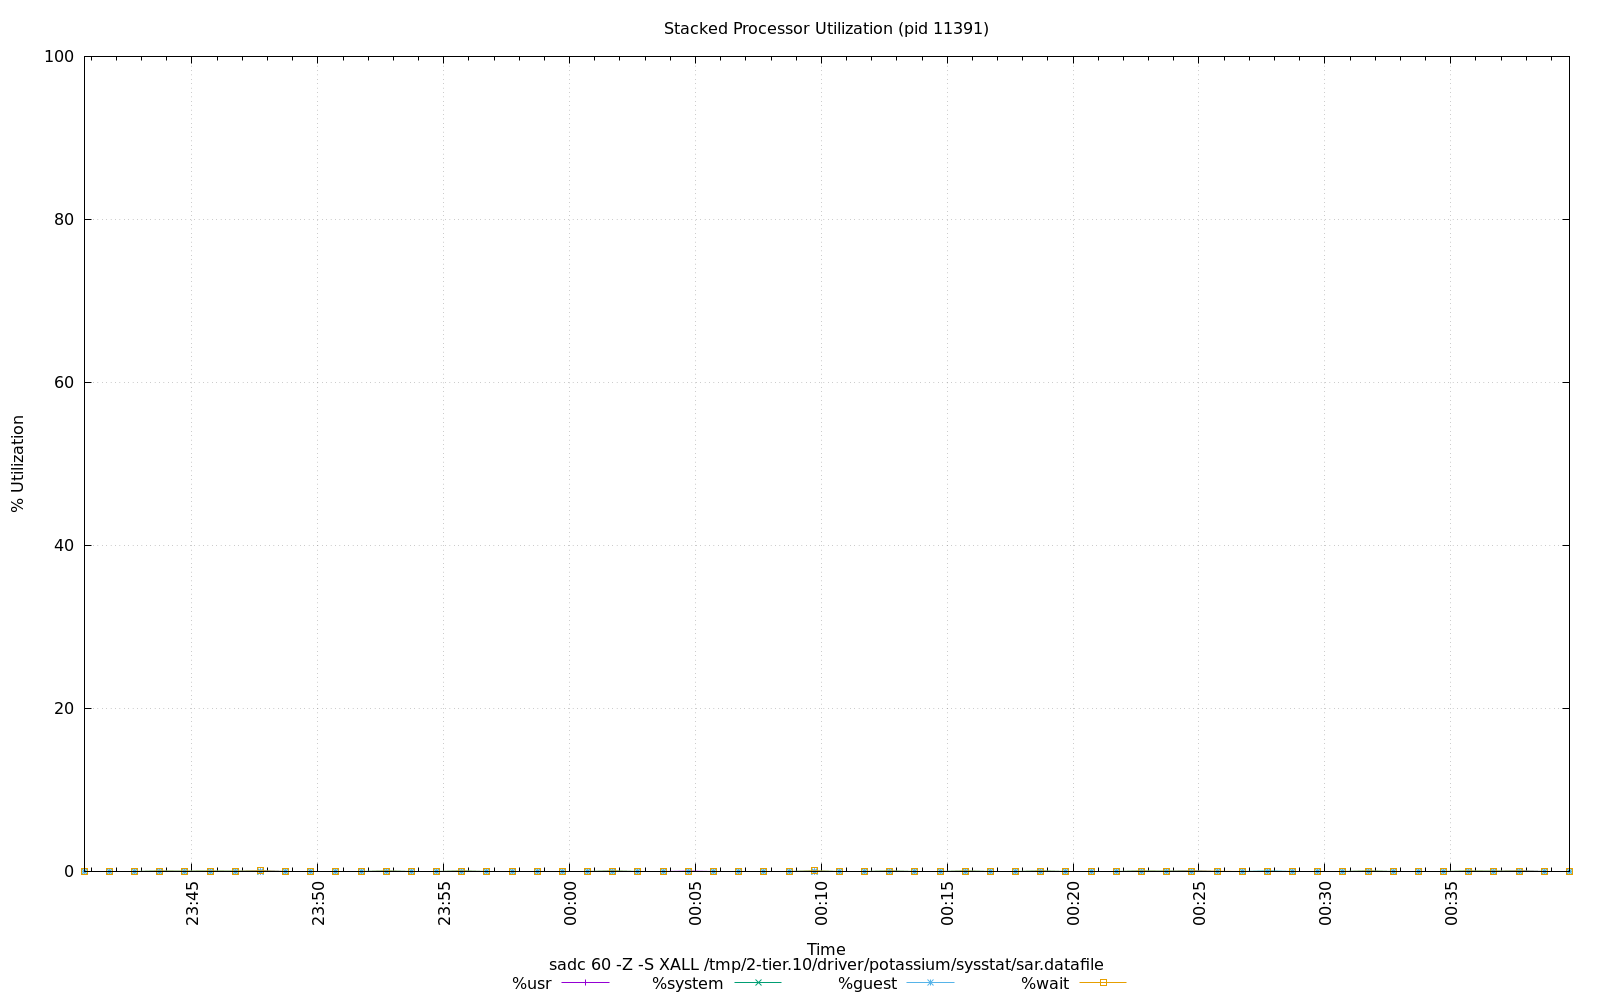 Stacked Processor Utilization (pid 11391)
100
80
60
40
20
0
% Utilization
23:45 23:50 23:55 00:00 00:05 00:10 00:15 00:20 00:25 00:30 00:35
Time
sadc 60 -Z -S XALL /tmp/2-tier.10/driver/potassium/sysstat/sar.datafile
%usr %system %guest %wait